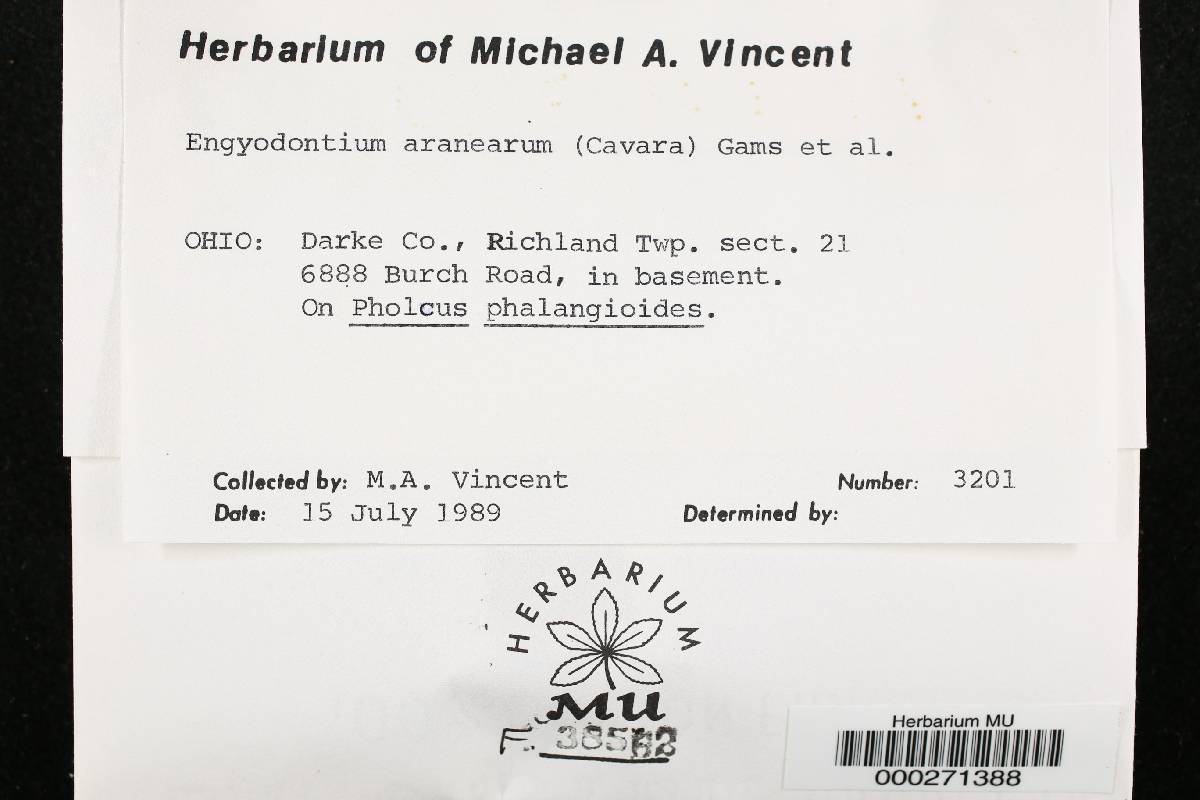 Herbarium of Michael A. Vincent
Engyodontium aranearum (Cavara) Gams et al.
OHIO: Darke Co., Richland Twp. sect. 21
6888 Burch Road, in basement.
On Pholcus phalangioides.
Collected by: M.A. Vincent Number: 3201
Date: 15 July 1989 Determined by:
HERBARIUM
MU
F.
Herbarium MU
000271388